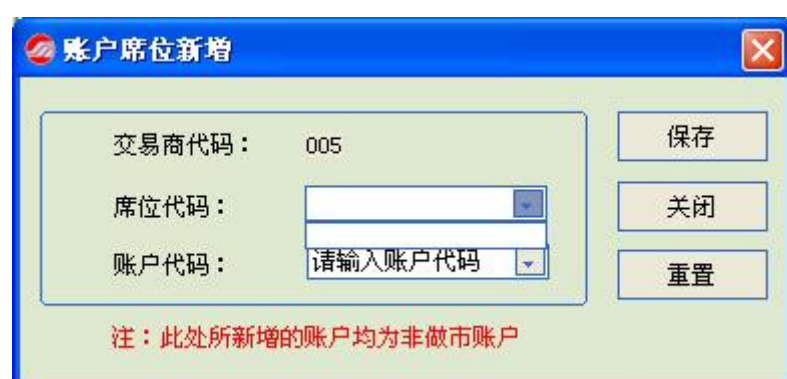 账户席位新增
交易商代码： 005
保存
席位代码：
关闭
账户代码： 请输入账户代码
重置
注：此处所新增的账户均为非做市账户